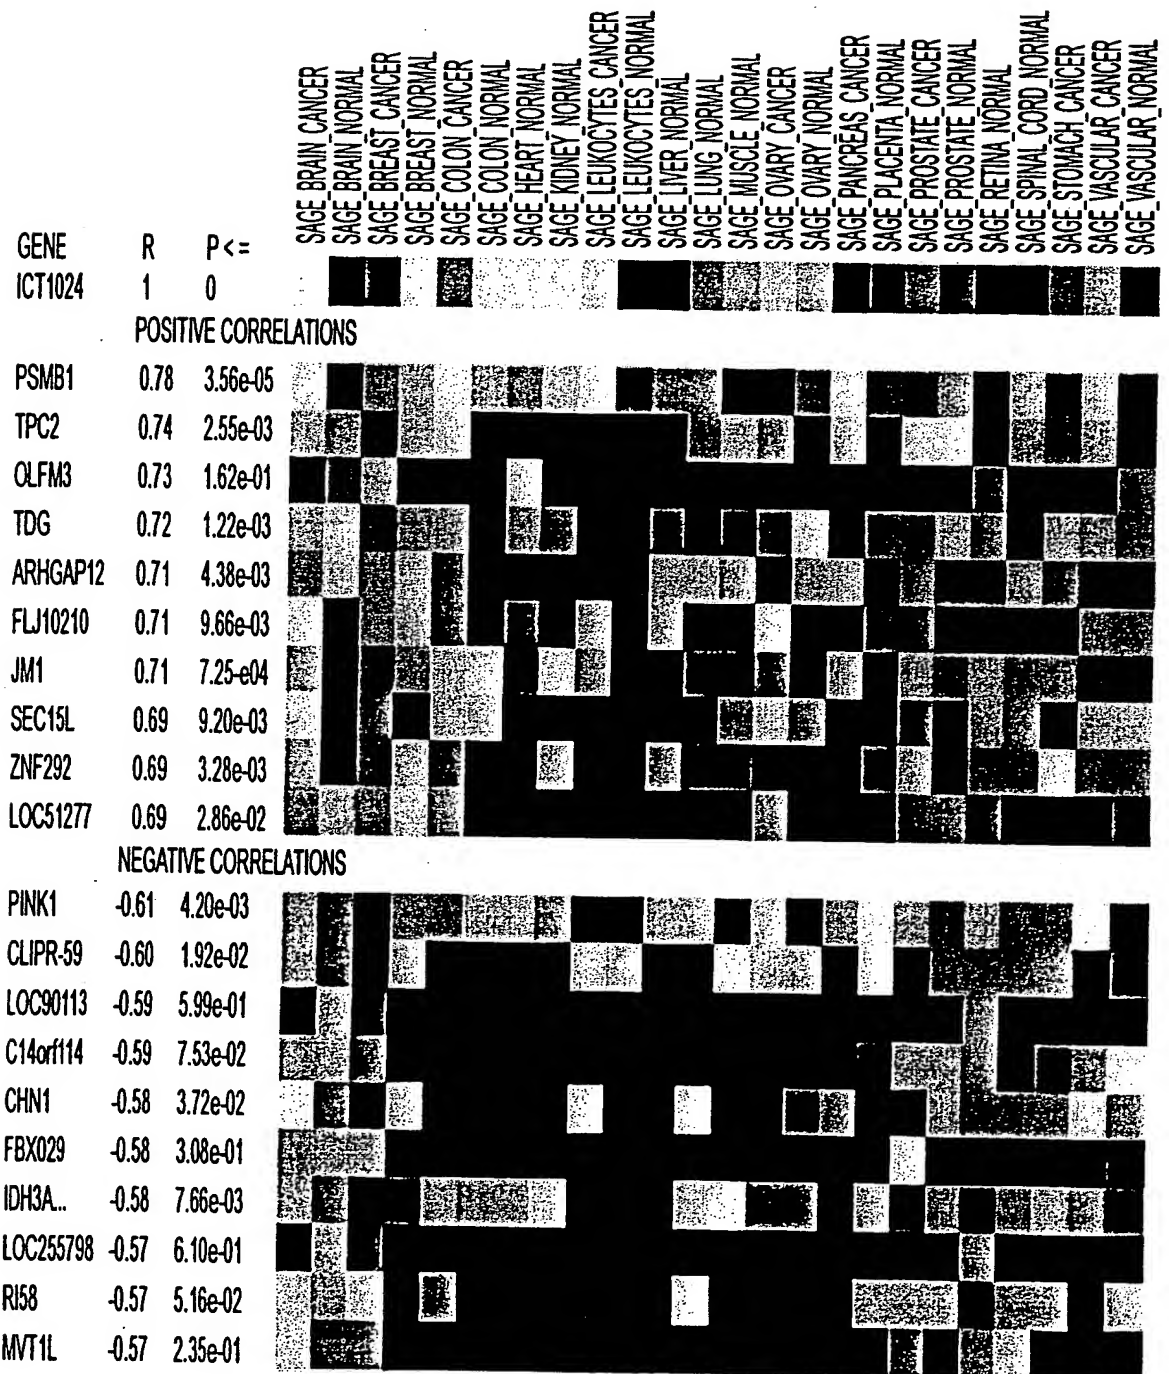 SAGE_BRAIN_CANCER
SAGE_BRAIN_NORMAL
SAGE_BREAST_CANCER
SAGE_BREAST_NORMAL
SAGE_COLON_CANCER
SAGE_COLON_NORMAL
SAGE_HEART_NORMAL
SAGE_KIDNEY_NORMAL
SAGE_LEUKOCYTES_CANCER
SAGE_LEUKOCYTES_NORMAL
SAGE_LIVER_NORMAL
SAGE_LUNG_NORMAL
SAGE_MUSCLE_NORMAL
SAGE_OVARY_CANCER
SAGE_OVARY_NORMAL
SAGE_PANCREAS_CANCER
SAGE_PLACENTA_NORMAL
SAGE_PROSTATE_CANCER
SAGE_PROSTATE_NORMAL
SAGE_RETINA_NORMAL
SAGE_SPINAL_CORD_NORMAL
SAGE_STOMACH_CANCER
SAGE_VASCULAR_CANCER
SAGE_VASCULAR_NORMAL
GENE R P<=
ICT1024 1 0
POSITIVE CORRELATIONS
PSMB1 0.78 3.56e-05
TPC2 0.74 2.55e-03
OLFM3 0.73 1.62e-01
TDG 0.72 1.22e-03
ARHGAP12 0.71 4.38e-03
FLJ10210 0.71 9.66e-03
JM1 0.71 7.25-e04
SEC15L 0.69 9.20e-03
ZNF292 0.69 3.28e-03
LOC51277 0.69 2.86e-02
NEGATIVE CORRELATIONS
PINK1 -0.61 4.20e-03
CLIPR-59 -0.60 1.92e-02
LOC90113 -0.59 5.99e-01
C14orf114 -0.59 7.53e-02
CHN1 -0.58 3.72e-02
FBX029 -0.58 3.08e-01
IDH3A... -0.58 7.66e-03
LOC255798 -0.57 6.10e-01
RI58 -0.57 5.16e-02
MVT1L -0.57 2.35e-01